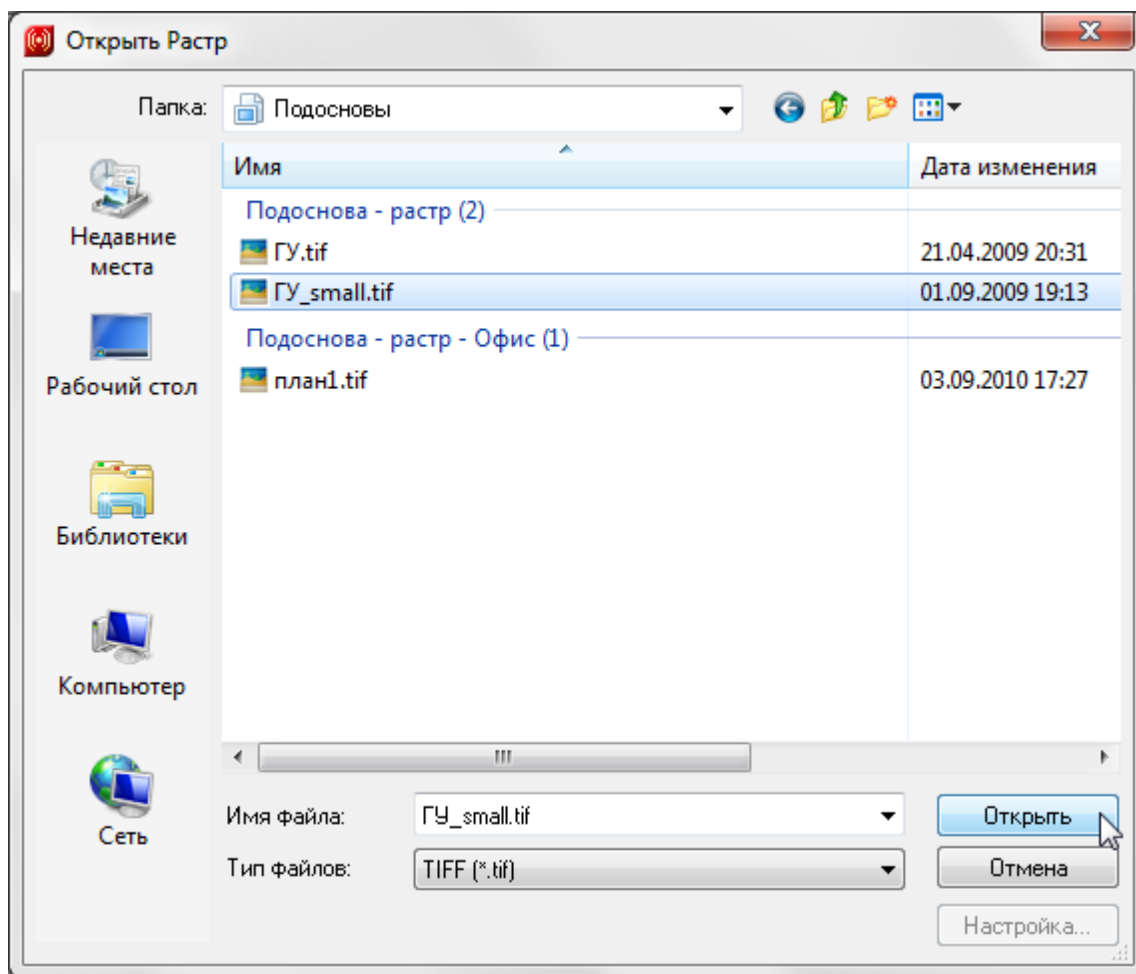 Открыть Растр
Папка: Подосновы
Имя Дата изменения
Подоснова - растр (2)
ГУ.tif 21.04.2009 20:31
ГУ_small.tif 01.09.2009 19:13
Подоснова - растр - Офис (1)
план1.tif 03.09.2010 17:27
Недавние
места
Рабочий стол
Библиотеки
Компьютер
Сеть
Имя файла: ГУ_small.tif Открыть
Тип файлов: TIFF (*.tif) Отмена
Настройка...